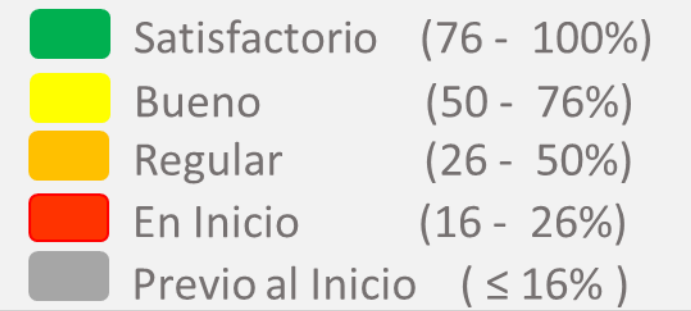 Satisfactorio (76 - 100%)
Bueno (50 - 76%)
Regular (26 - 50%)
En Inicio (16 - 26%)
Previo al Inicio ( ≤ 16% )